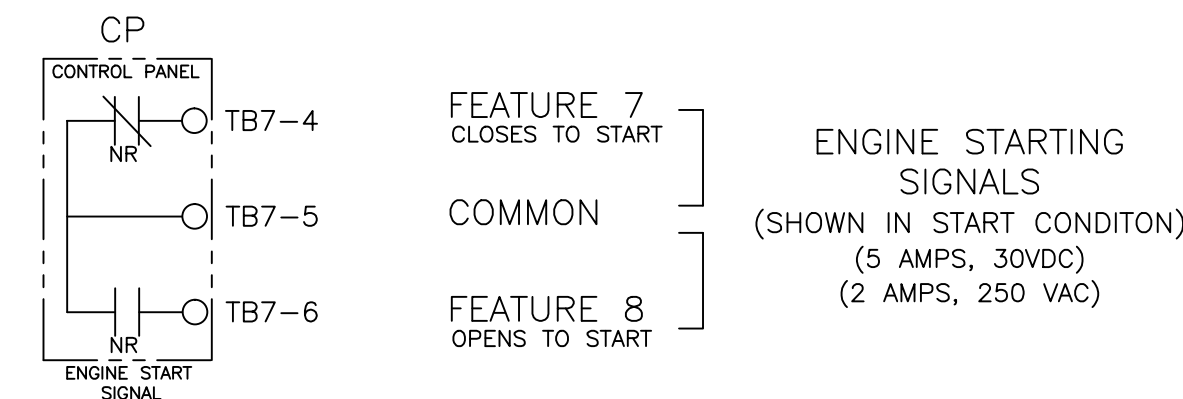 CP
CONTROL PANEL
NR
TB7-4
FEATURE 7
CLOSES TO START
TB7-5
COMMON
NR
TB7-6
FEATURE 8
OPENS TO START
ENGINE START
SIGNAL
ENGINE STARTING
SIGNALS
(SHOWN IN START CONDITON)
(5 AMPS, 30VDC)
(2 AMPS, 250 VAC)